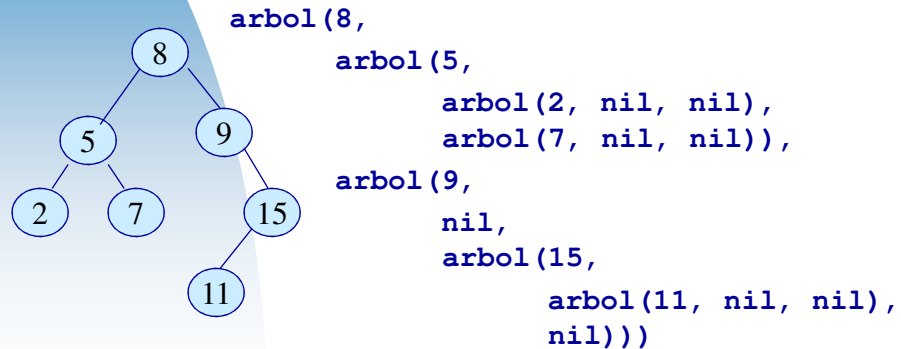 arbol(8,
8
arbol(5,
arbol(2, nil, nil),
5
9
arbol(7, nil, nil)),
arbol(9,
2
7
15
nil,
arbol(15,
11
arbol(11, nil, nil),
nil)))